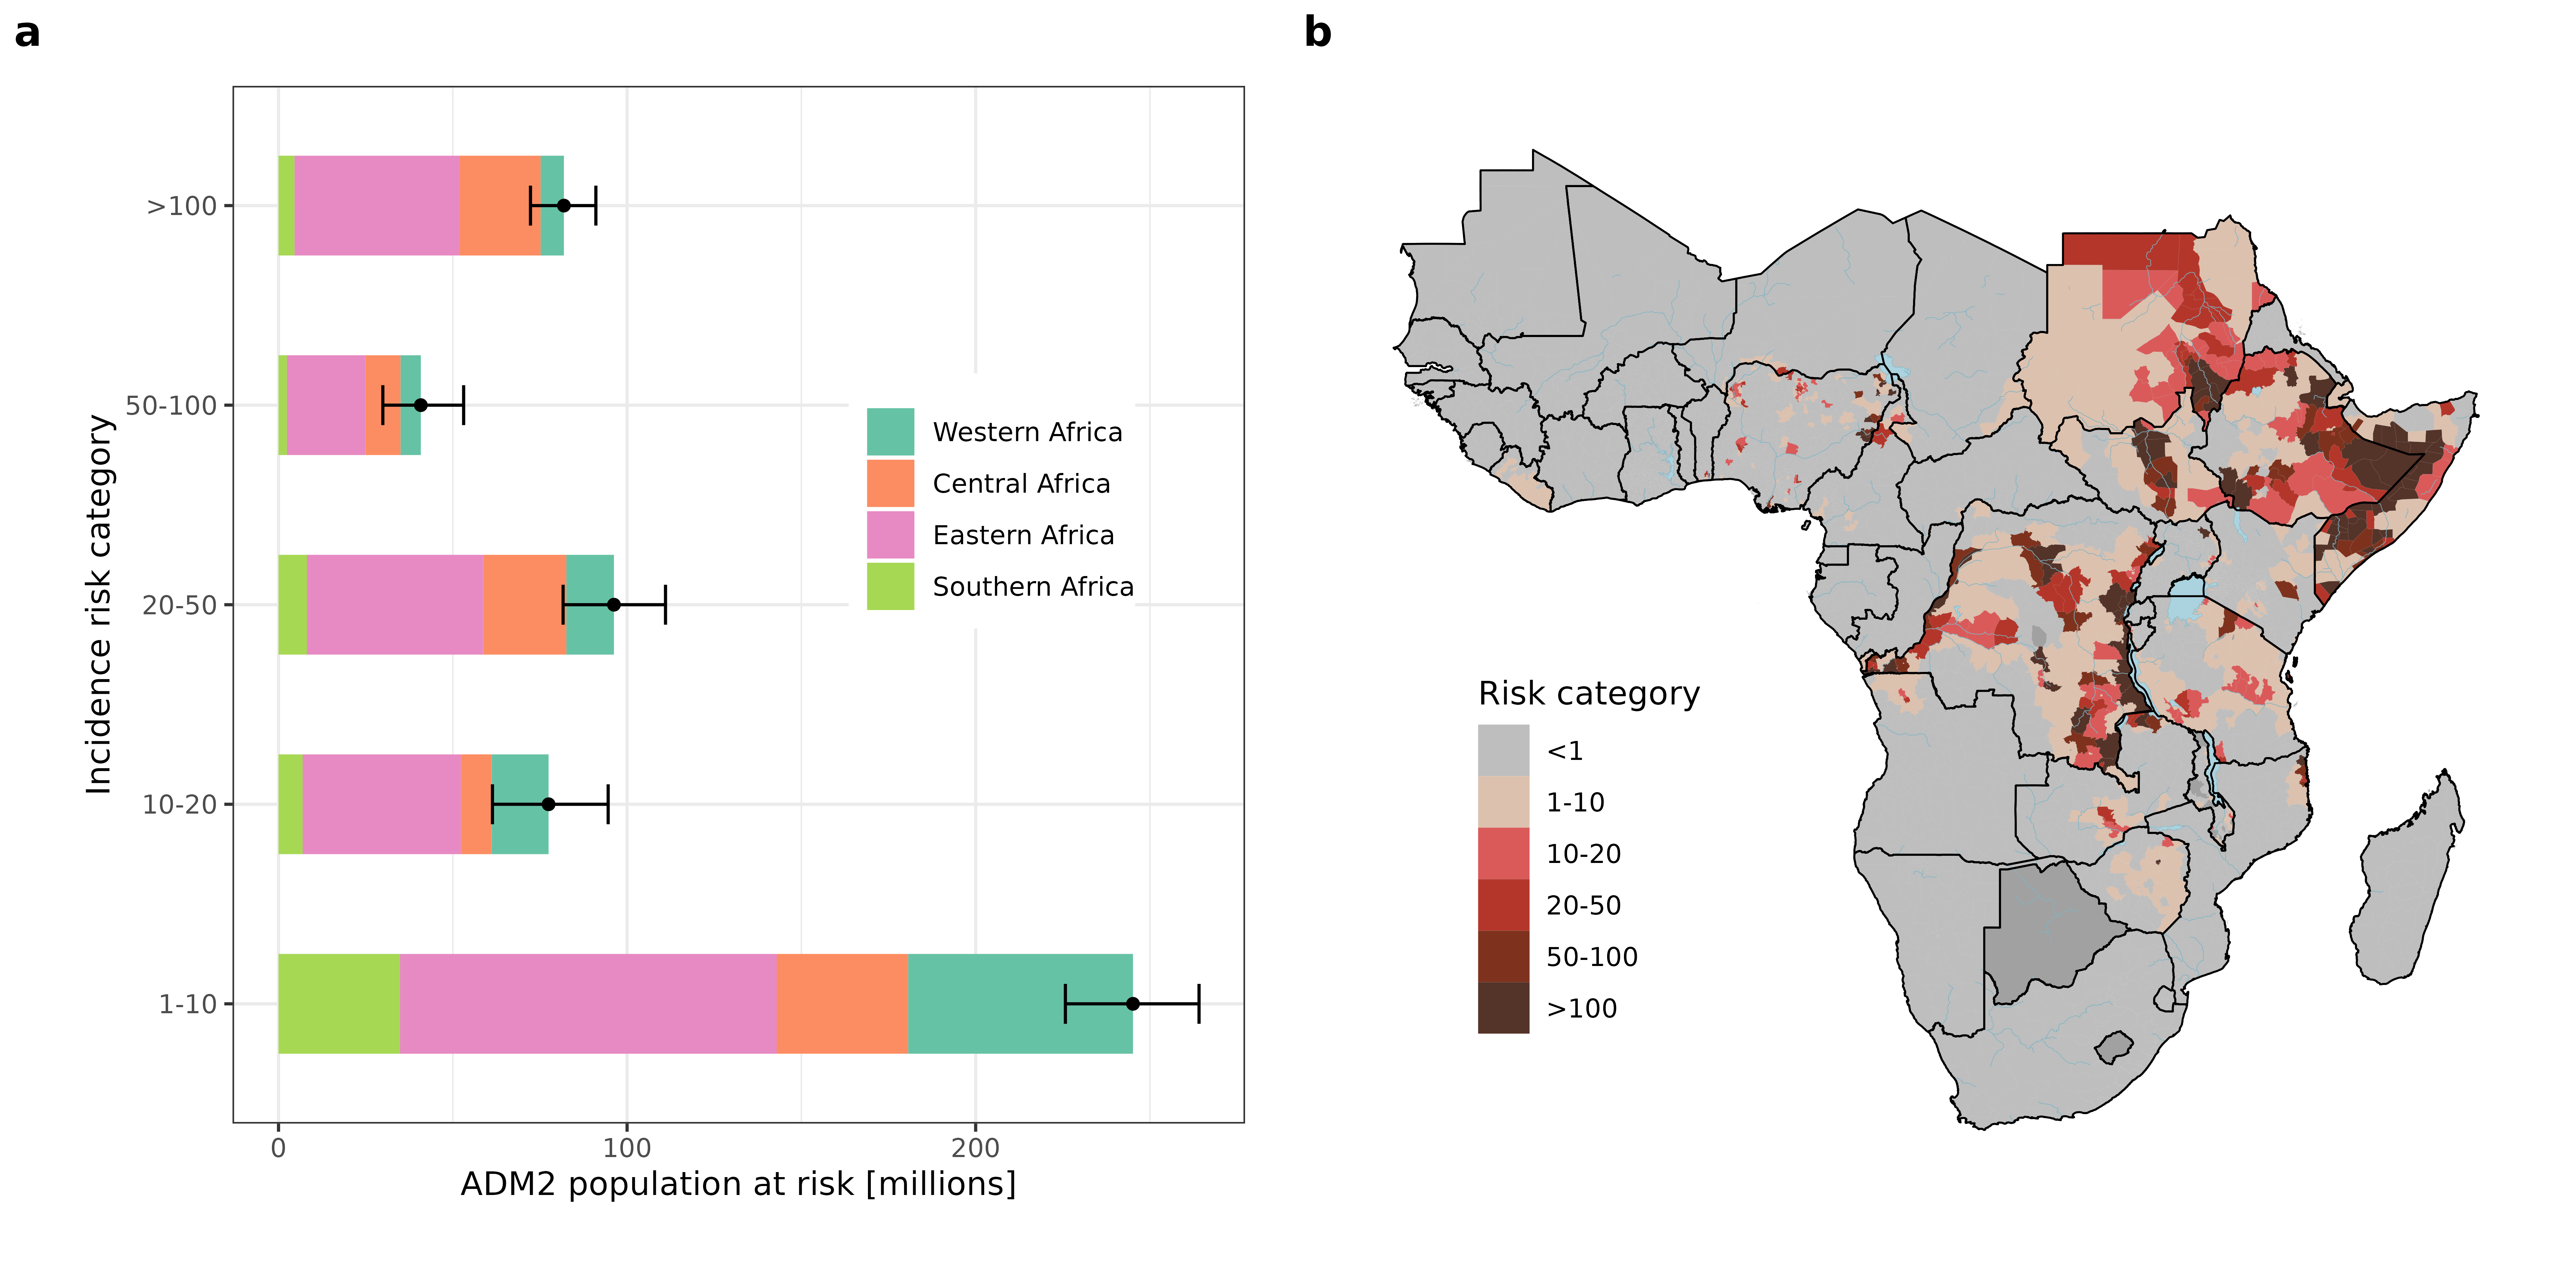 a
b
Incidence risk category
>100
50-100
20-50
10-20
1-10
Western Africa
Central Africa
Eastern Africa
Southern Africa
0
100
200
ADM2 population at risk [millions]
Risk category
<1
1-10
10-20
20-50
50-100
>100